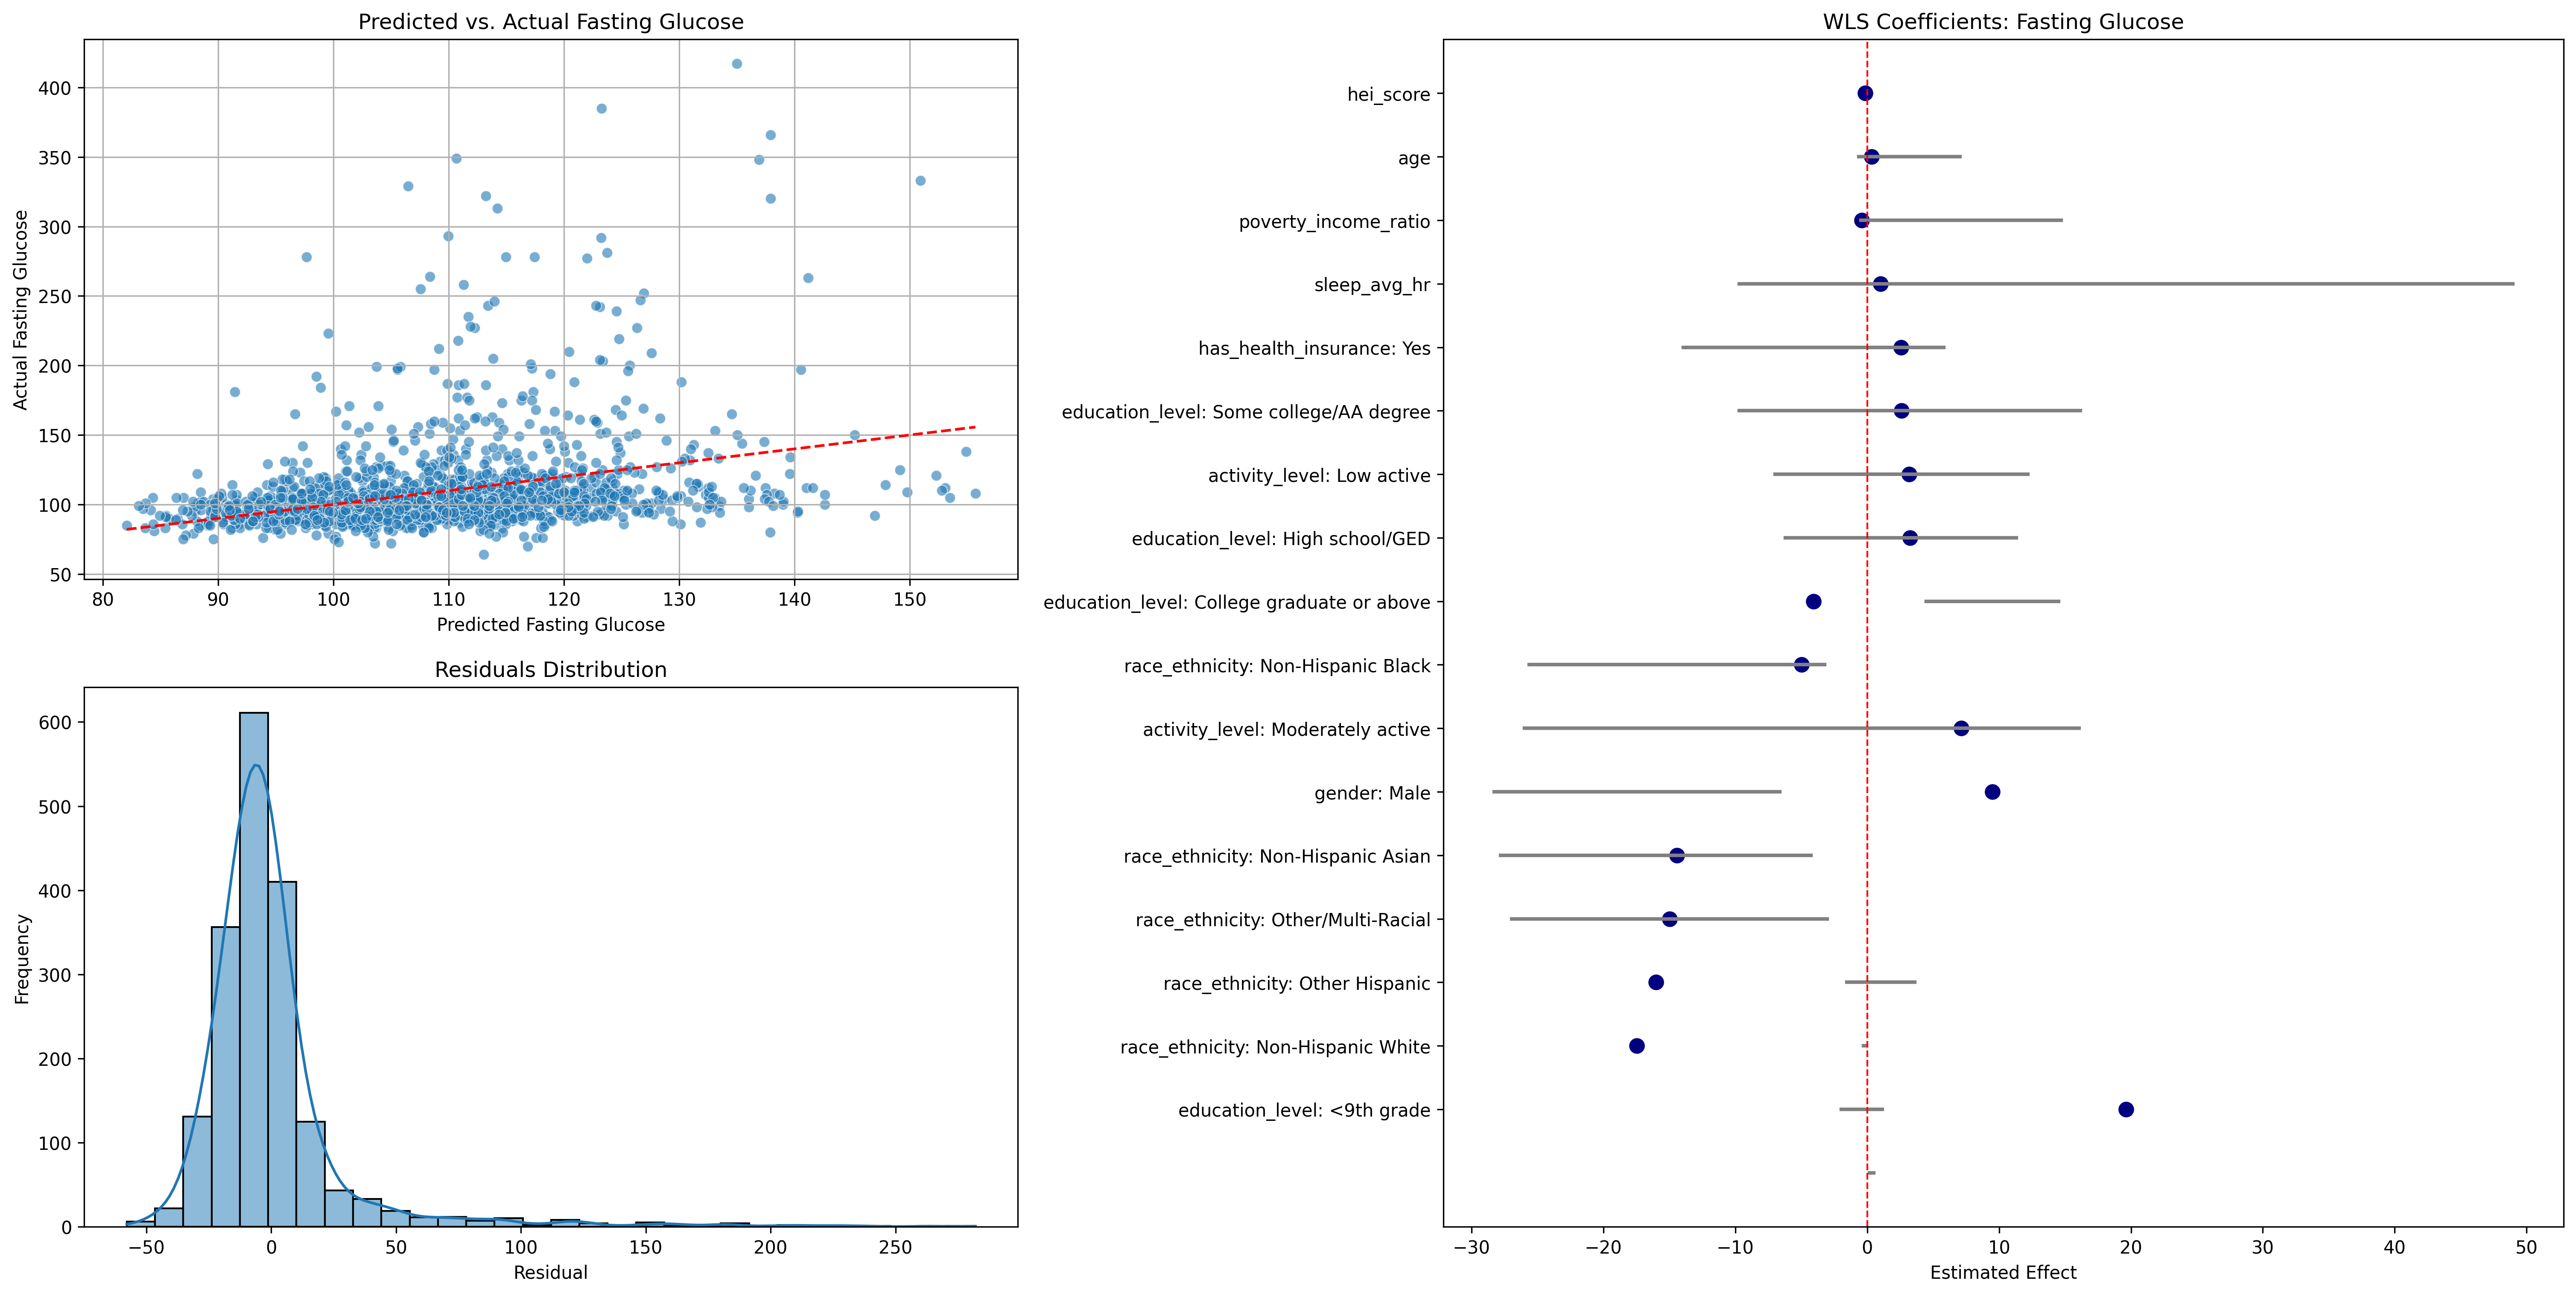 Predicted vs. Actual Fasting Glucose
Actual Fasting Glucose
400
350
300
250
200
150
100
50
80 90 100 110 120 130 140 150
Predicted Fasting Glucose
Residuals Distribution
Frequency
600
500
400
300
200
100
0
−50 0 50 100 150 200 250
Residual
WLS Coefficients: Fasting Glucose
hei_score
age
poverty_income_ratio
sleep_avg_hr
has_health_insurance: Yes
education_level: Some college/AA degree
activity_level: Low active
education_level: High school/GED
education_level: College graduate or above
race_ethnicity: Non-Hispanic Black
activity_level: Moderately active
gender: Male
race_ethnicity: Non-Hispanic Asian
race_ethnicity: Other/Multi-Racial
race_ethnicity: Other Hispanic
race_ethnicity: Non-Hispanic White
education_level: <9th grade
−30 −20 −10 0 10 20 30 40 50
Estimated Effect